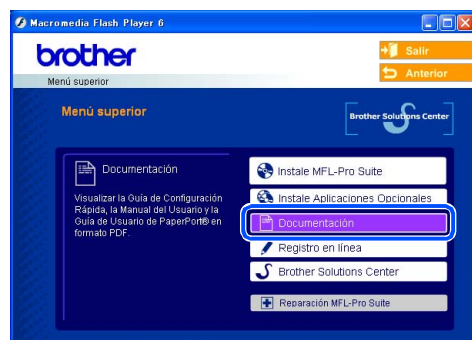 Macromedia Flash Player 6
brother
Salir
Anterior
Menú superior
Menú superior
Brother Solutions Center
Documentación
Visualizar la Guía de Configuración
Rápida, la Manual del Usuario y la
Guía de Usuario de PaperPort® en
formato PDF.
Instale MFL-Pro Suite
Instale Aplicaciones Opcionales
Documentación
Registro en línea
Brother Solutions Center
Reparación MFL-Pro Suite